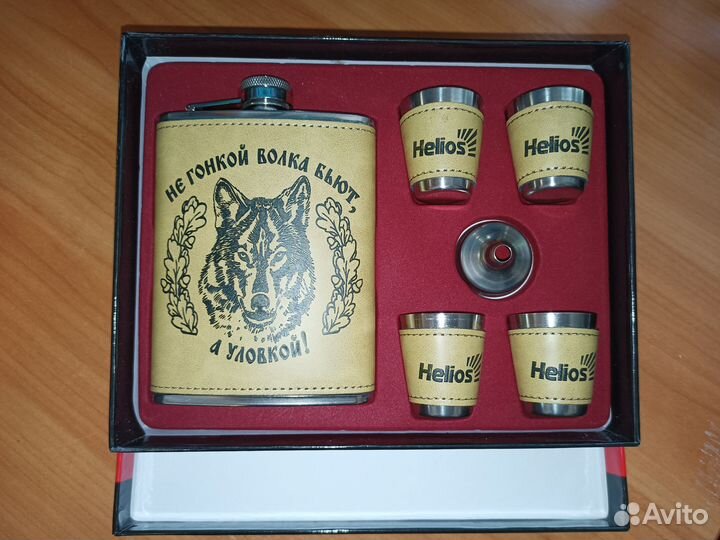 НЕ ГОНКОЙ ВОЛКА БЬЮТ,
А УЛОВКОЙ!
Helios
Helios
Helios
Helios
Avito